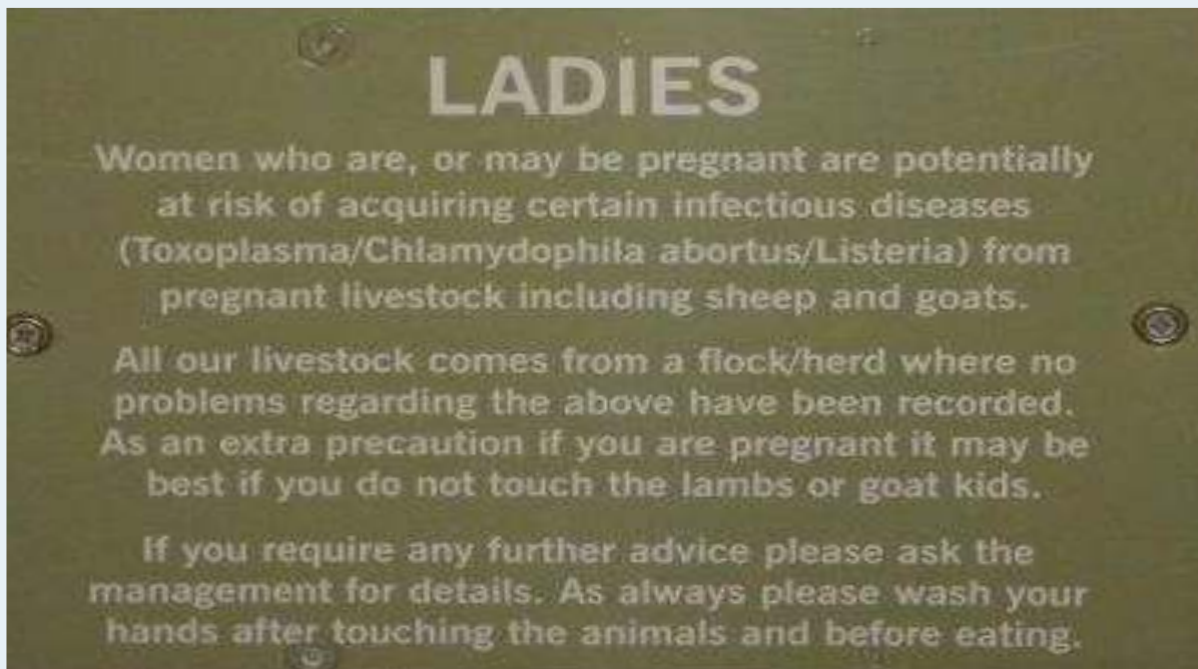 LADIES
Women who are, or may be pregnant are potentially
at risk of acquiring certain infectious diseases
(Toxoplasma/Chlamydophila abortus/Listeria) from
pregnant livestock including sheep and goats.
All our livestock comes from a flock/herd where no
problems regarding the above have been recorded.
As an extra precaution if you are pregnant it may be
best if you do not touch the lambs or goat kids.
If you require any further advice please ask the
management for details. As always please wash your
hands after touching the animals and before eating.